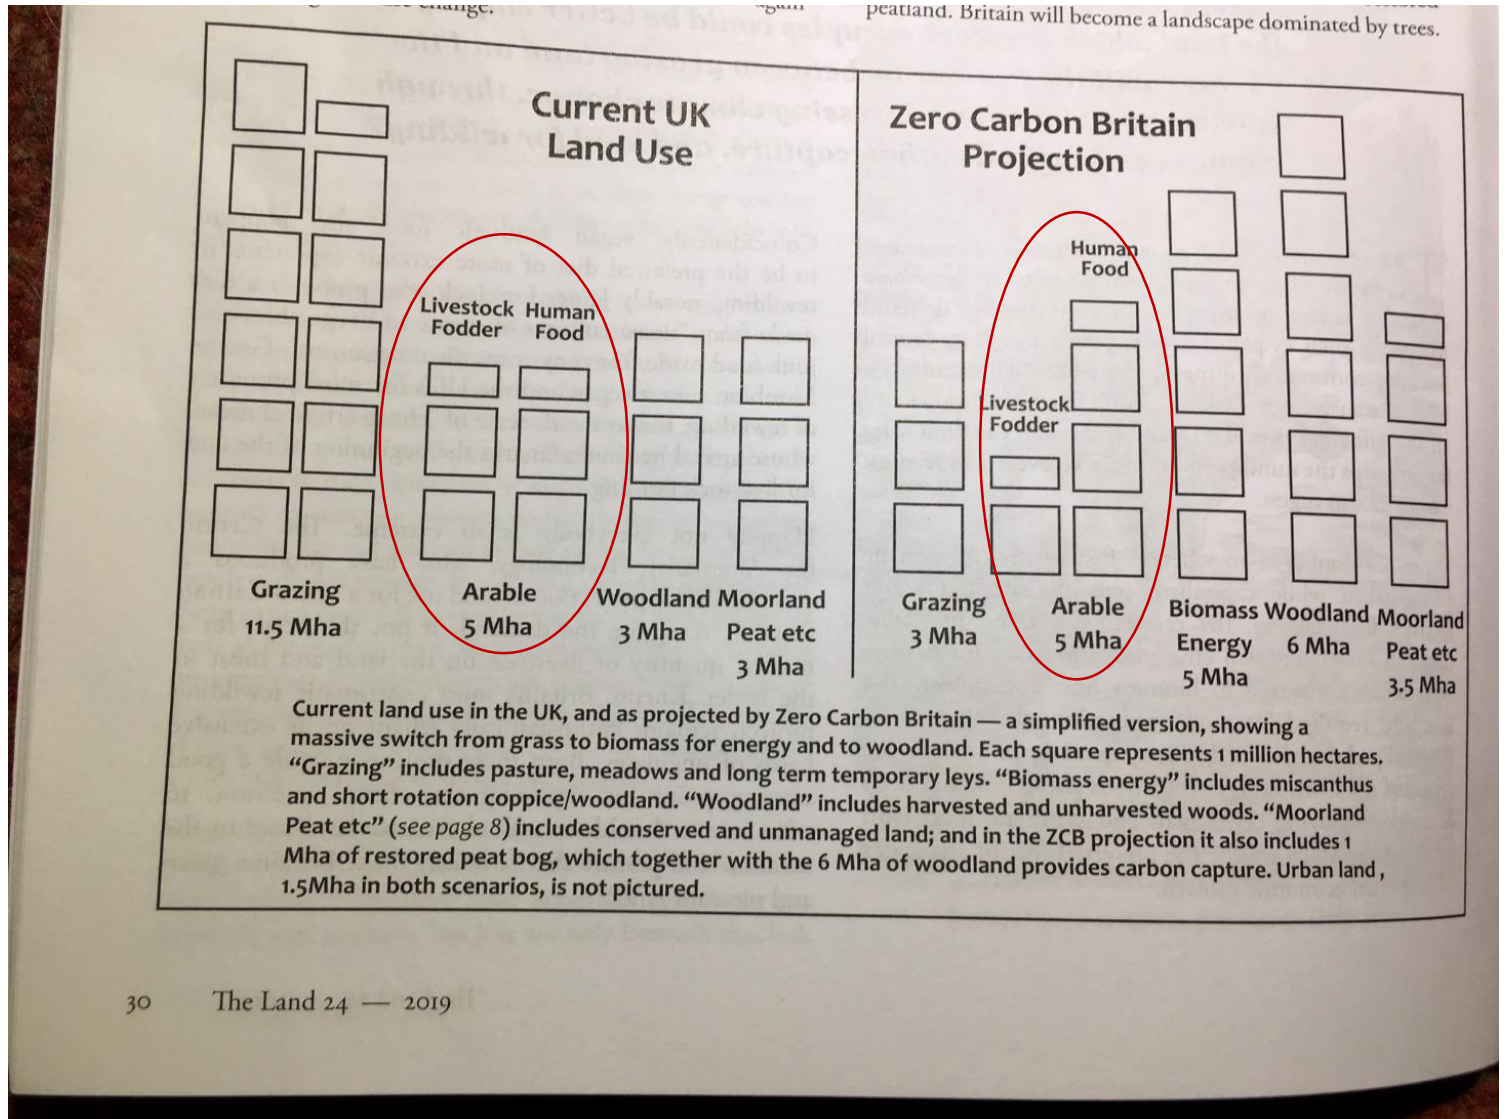 change.
again
peatland. Britain will become a landscape dominated by trees.
Current UK
Land Use
Livestock
Fodder
Human
Food
Grazing
11.5 Mha
Arable
5 Mha
Woodland
3 Mha
Moorland
Peat etc
3 Mha
Zero Carbon Britain
Projection
Human
Food
Livestock
Fodder
Grazing
3 Mha
Arable
5 Mha
Biomass
Energy
5 Mha
Woodland
6 Mha
Moorland
Peat etc
3.5 Mha
Current land use in the UK, and as projected by Zero Carbon Britain — a simplified version, showing a
massive switch from grass to biomass for energy and to woodland. Each square represents 1 million hectares.
“Grazing” includes pasture, meadows and long term temporary leys. “Biomass energy” includes miscanthus
and short rotation coppice/woodland. “Woodland” includes harvested and unharvested woods. “Moorland
Peat etc” (see page 8) includes conserved and unmanaged land; and in the ZCB projection it also includes 1
Mha of restored peat bog, which together with the 6 Mha of woodland provides carbon capture. Urban land,
1.5Mha in both scenarios, is not pictured.
30 The Land 24 — 2019